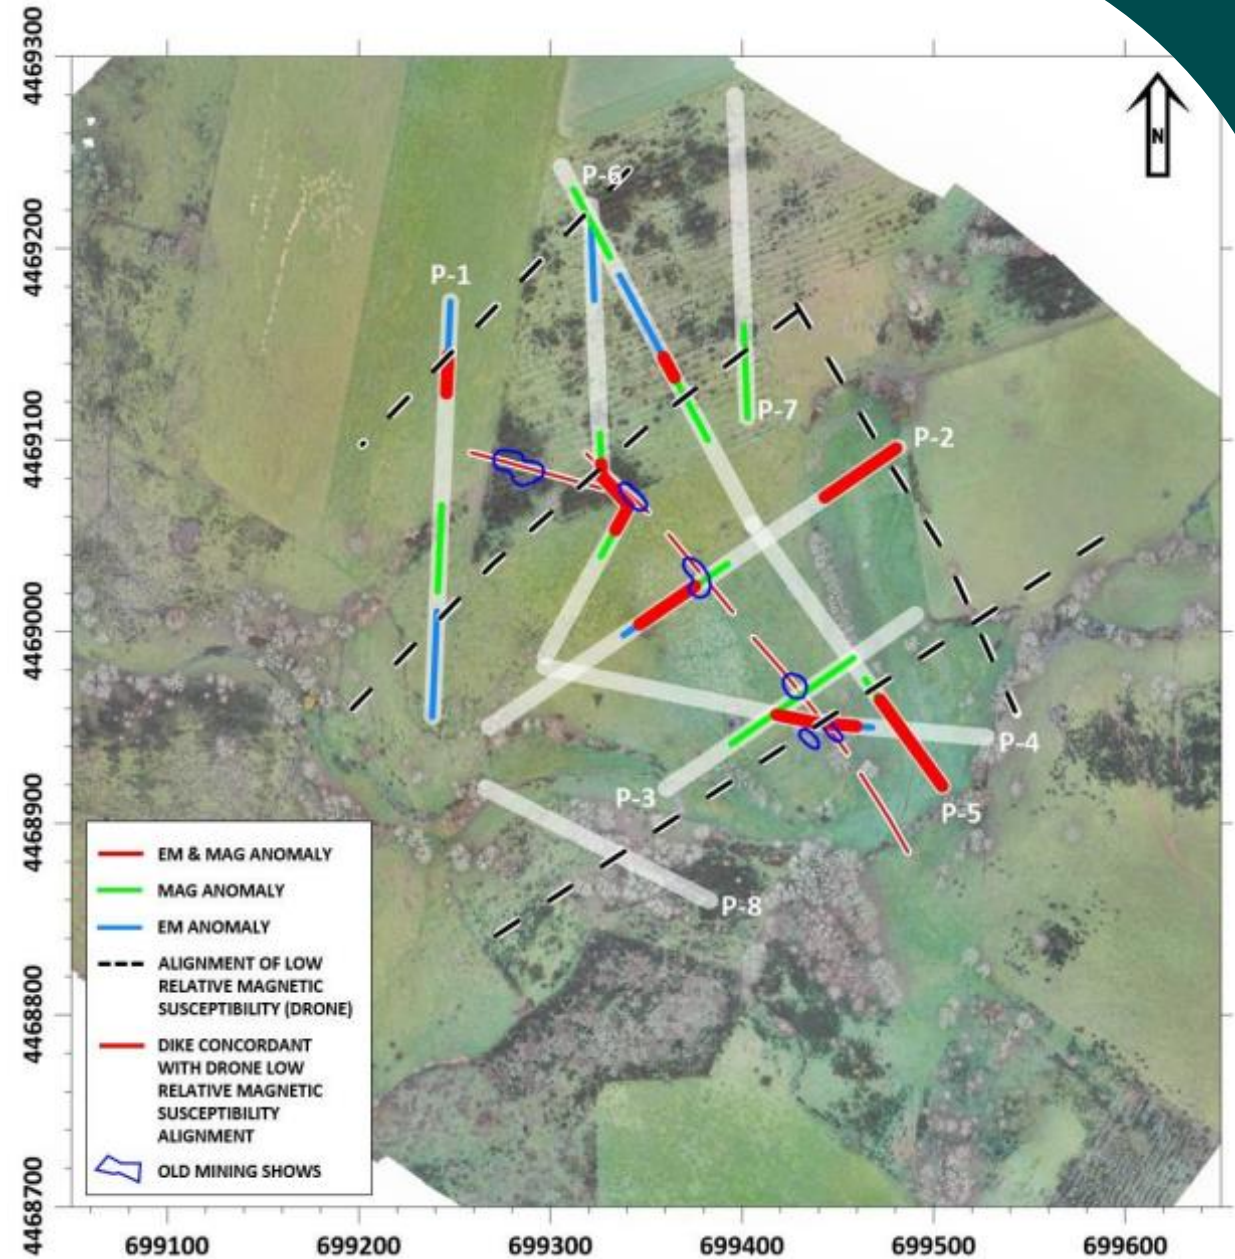 4469300
4469200
4469100
4469000
4468900
4468800
4468700
N
P-6
P-1
P-7
P-2
P-4
P-3
P-5
P-8
EM & MAG ANOMALY
MAG ANOMALY
EM ANOMALY
ALIGNMENT OF LOW
RELATIVE MAGNETIC
SUSCEPTIBILITY (DRONE)
DIKE CONCORDANT
WITH DRONE LOW
RELATIVE MAGNETIC
SUSCEPTIBILITY
ALIGNMENT
OLD MINING SHOWS
699100 699200 699300 699400 699500 699600